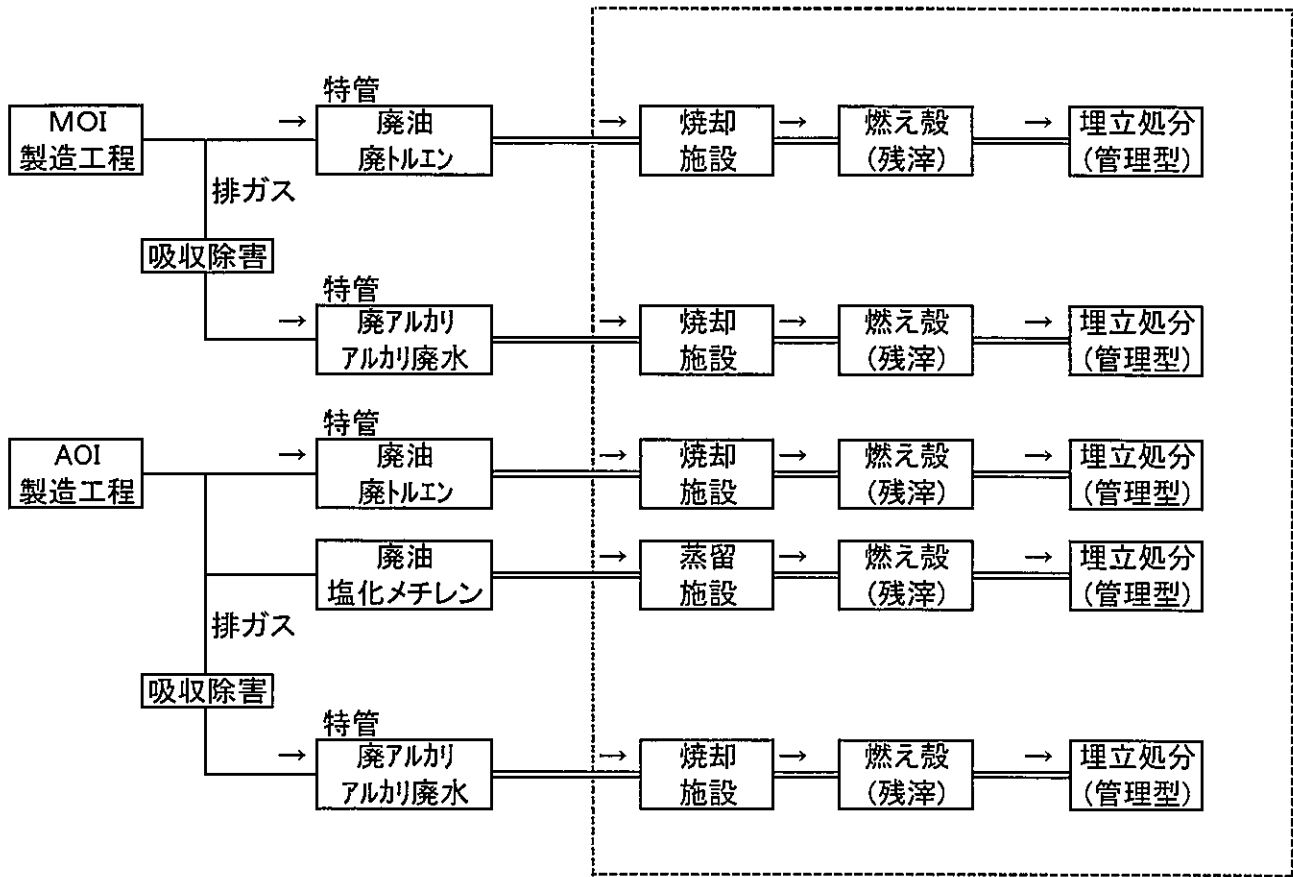 特管
MOI
製造工程
→
廃油
廃トルエン
→
焼却
施設
→
燃え殻
(残滓)
→
埋立処分
(管理型)
排ガス
吸収除害
特管
→
廃アルカリ
アルカリ廃水
→
焼却
施設
→
燃え殻
(残滓)
→
埋立処分
(管理型)
特管
AOI
製造工程
→
廃油
廃トルエン
→
焼却
施設
→
燃え殻
(残滓)
→
埋立処分
(管理型)
廃油
塩化メチレン
→
蒸留
施設
→
燃え殻
(残滓)
→
埋立処分
(管理型)
排ガス
吸収除害
特管
→
廃アルカリ
アルカリ廃水
→
焼却
施設
→
燃え殻
(残滓)
→
埋立処分
(管理型)